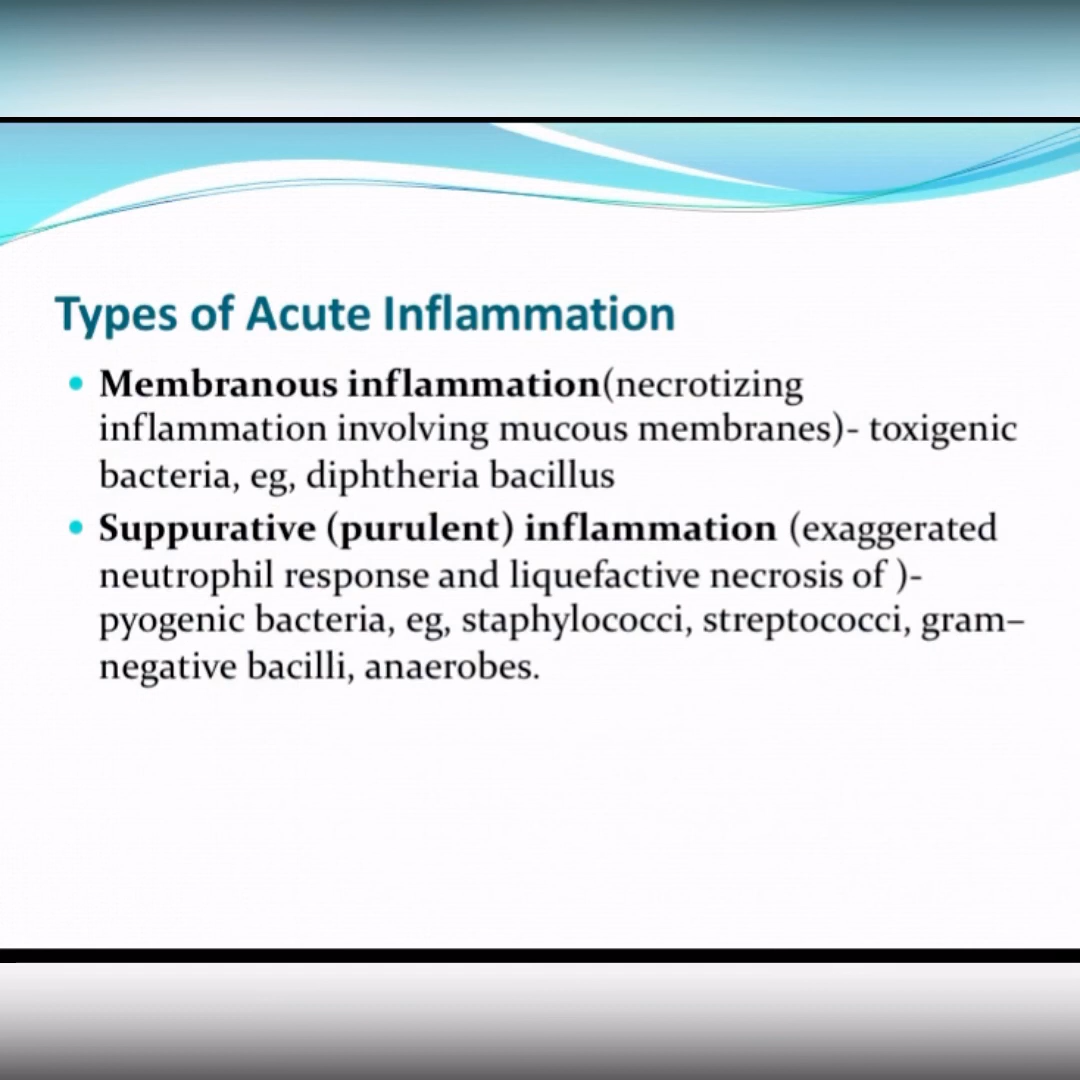 Types of Acute Inflammation
Membranous inflammation(necrotizing
inflammation involving mucous membranes)- toxigenic
bacteria, eg, diphtheria bacillus
Suppurative (purulent) inflammation (exaggerated
neutrophil response and liquefactive necrosis of )-
pyogenic bacteria, eg, staphylococci, streptococci, gram–
negative bacilli, anaerobes.